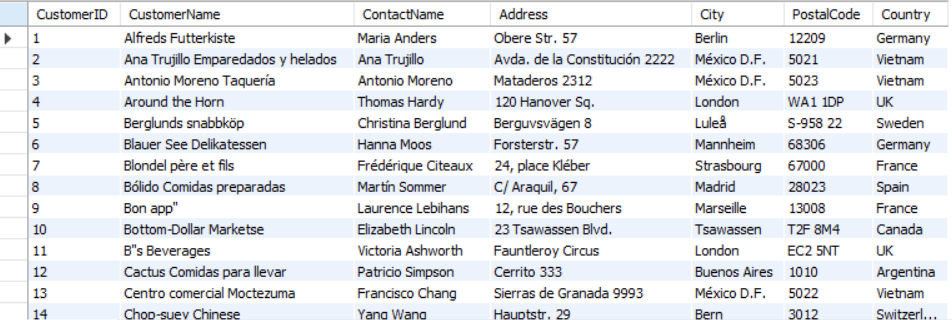 CustomerID CustomerName ContactName Address City PostalCode Country
1 Alfreds Futterkiste Maria Anders Obere Str. 57 Berlin 12209 Germany
2 Ana Trujillo Emparedados y helados Ana Trujillo Avda. de la Constitución 2222 México D.F. 5021 Vietnam
3 Antonio Moreno Taquería Antonio Moreno Mataderos 2312 México D.F. 5023 Vietnam
4 Around the Horn Thomas Hardy 120 Hanover Sq. London WA1 1DP UK
5 Berglunds snabbköp Christina Berglund Berguvsvägen 8 Luleå S-958 22 Sweden
6 Blauer See Delikatessen Hanna Moos Forsterstr. 57 Mannheim 68306 Germany
7 Blondel père et fils Frédérique Citeaux 24, place Kléber Strasbourg 67000 France
8 Bólido Comidas preparadas Martín Sommer C/ Araquil, 67 Madrid 28023 Spain
9 Bon app" Laurence Lebihans 12, rue des Bouchers Marseille 13008 France
10 Bottom-Dollar Marketse Elizabeth Lincoln 23 Tsawassen Blvd. Tsawassen T2F 8M4 Canada
11 B"s Beverages Victoria Ashworth Fauntleroy Circus London EC2 5NT UK
12 Cactus Comidas para llevar Patricio Simpson Cerrito 333 Buenos Aires 1010 Argentina
13 Centro comercial Moctezuma Francisco Chang Sierras de Granada 9993 México D.F. 5022 Vietnam
14 Chop-suey Chinese Yang Wang Hauptstr. 29 Bern 3012 Switzerl...